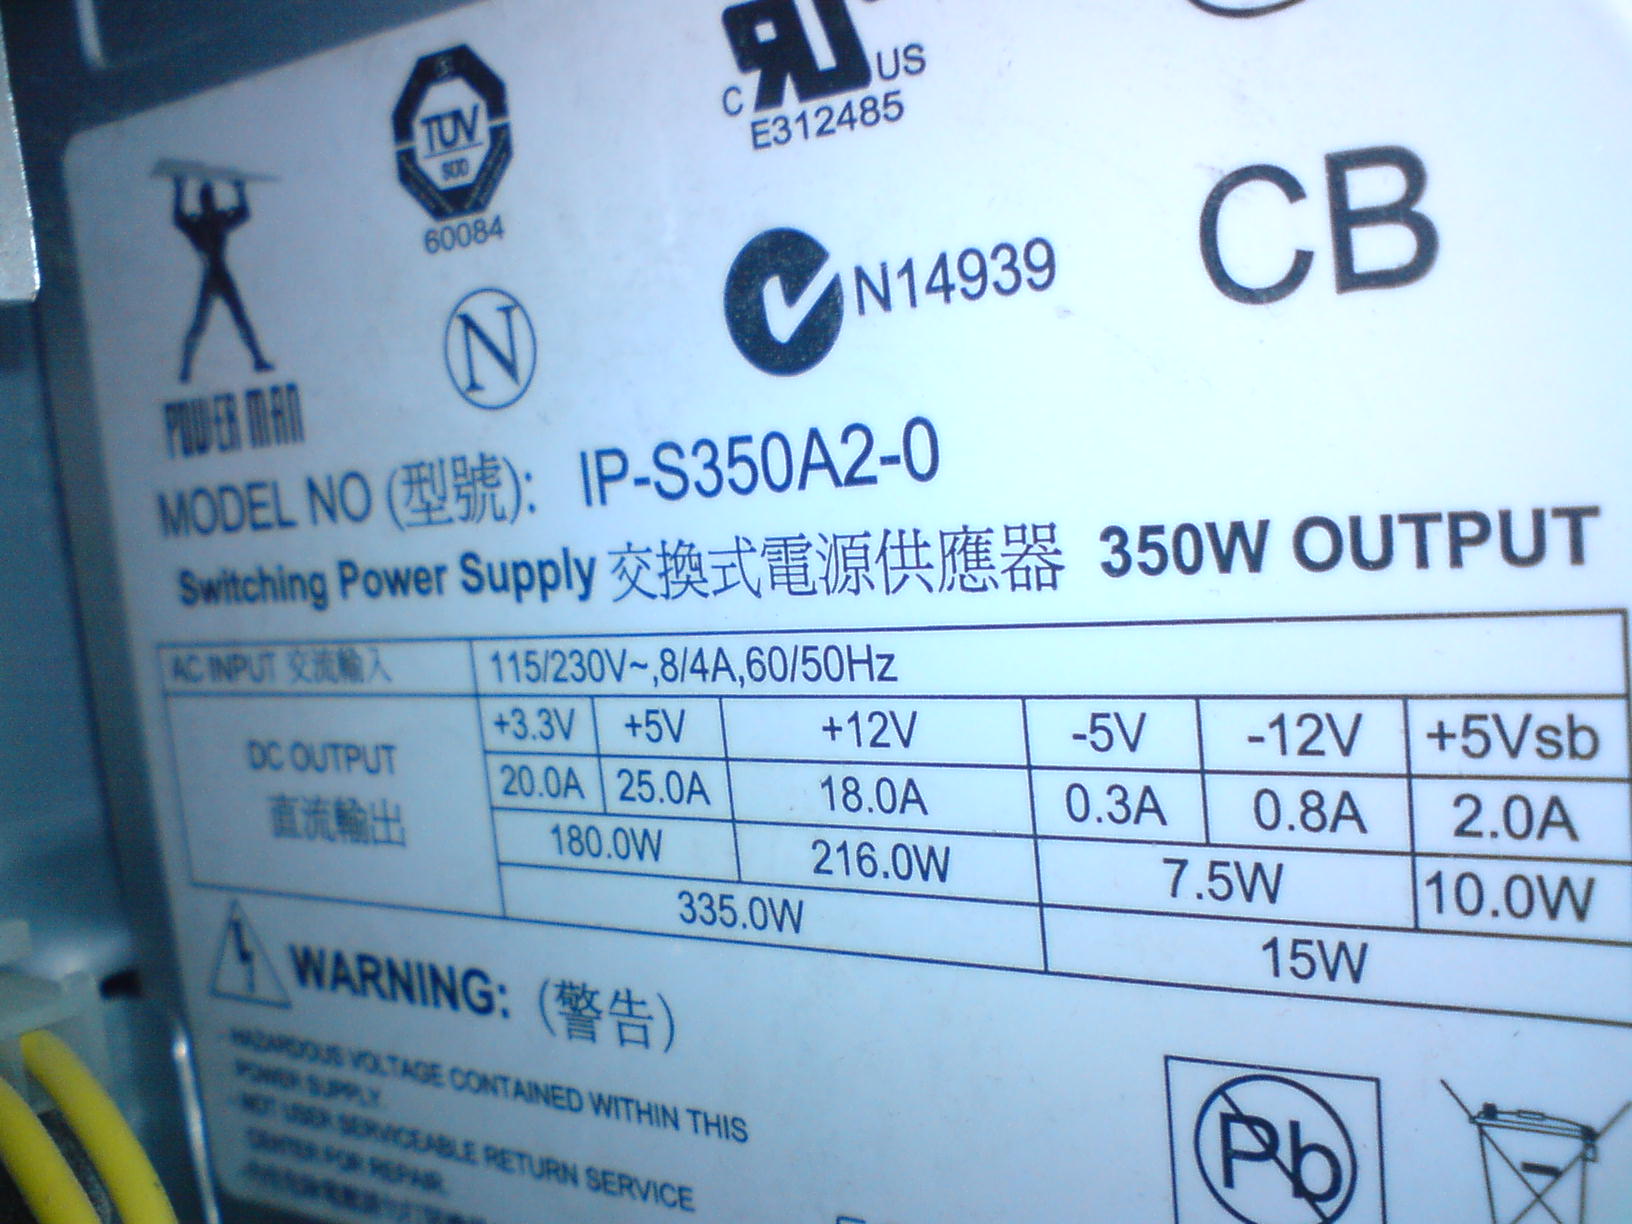 TUV
SÜD
60084
C US
E312485
N
N14939
CB
POWER MAN
MODEL NO (型號): IP-S350A2-0
Switching Power Supply 交換式電源供應器 350W OUTPUT
AC INPUT 交流輸入 115/230V~,8/4A,60/50Hz
DC OUTPUT
直流輸出
+3.3V +5V +12V -5V -12V +5Vsb
20.0A 25.0A 18.0A 0.3A 0.8A 2.0A
180.0W 216.0W 7.5W 10.0W
335.0W 15W
WARNING: (警告)
HAZARDOUS VOLTAGE CONTAINED WITHIN THIS
POWER SUPPLY.
NOT USER SERVICEABLE RETURN SERVICE
CENTER FOR REPAIR.
Pb